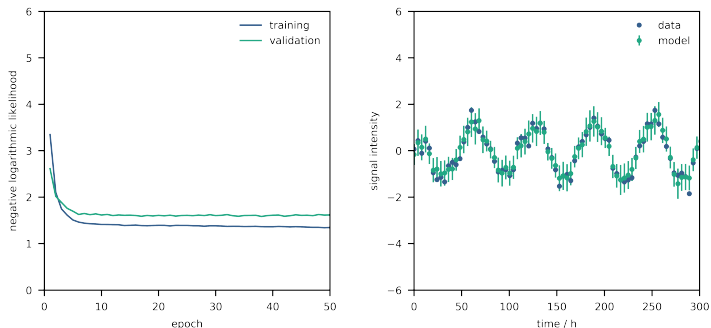 negative logarithmic likelihood
6
5
4
3
2
1
0
0 10 20 30 40 50
epoch
training
validation
signal intensity
6
4
2
0
−2
−4
−6
0 50 100 150 200 250 300
time / h
data
model